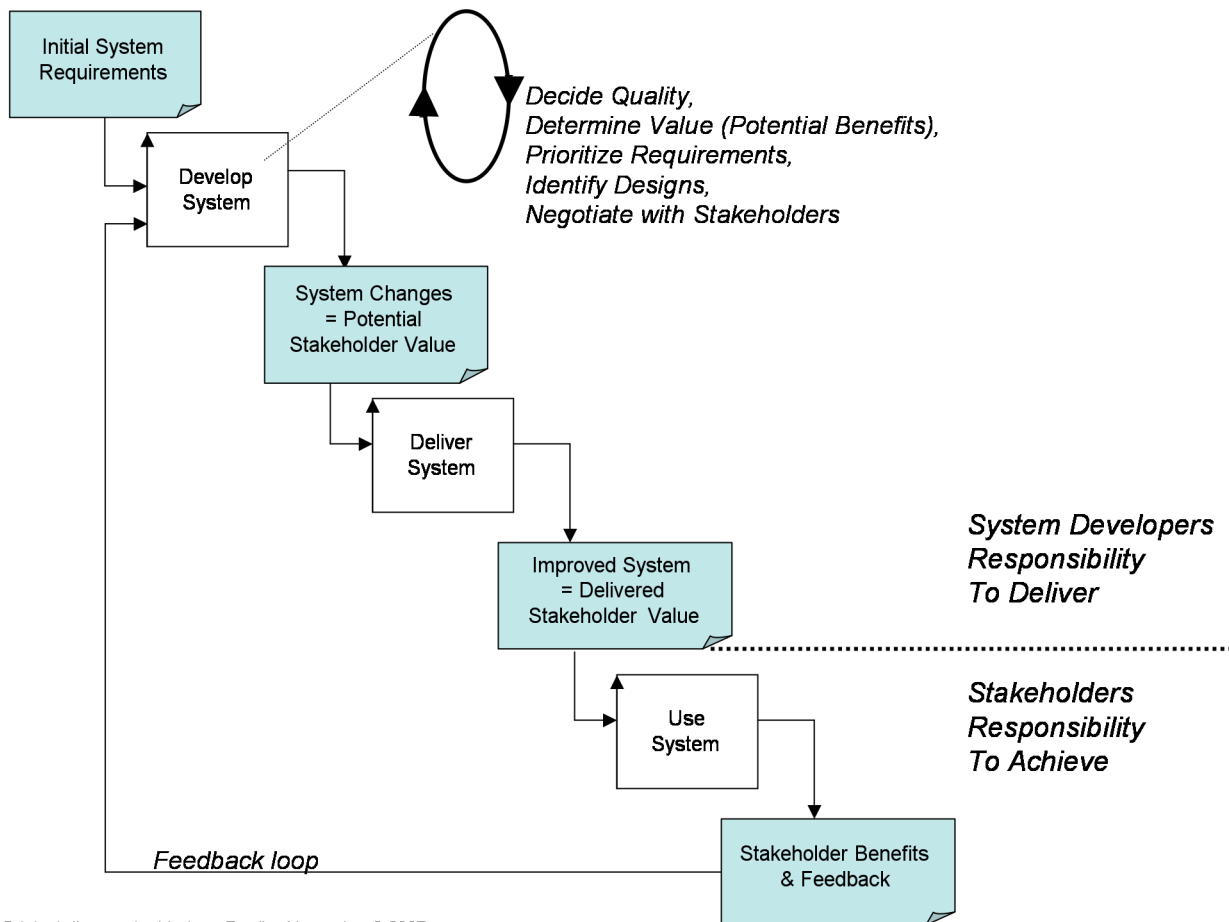 Initial System
Requirements
Decide Quality,
Determine Value (Potential Benefits),
Prioritize Requirements,
Identify Designs,
Negotiate with Stakeholders
Develop
System
System Changes
= Potential
Stakeholder Value
Deliver
System
Improved System
= Delivered
Stakeholder Value
System Developers
Responsibility
To Deliver
Stakeholders
Responsibility
To Achieve
Use
System
Stakeholder Benefits
& Feedback
Feedback loop